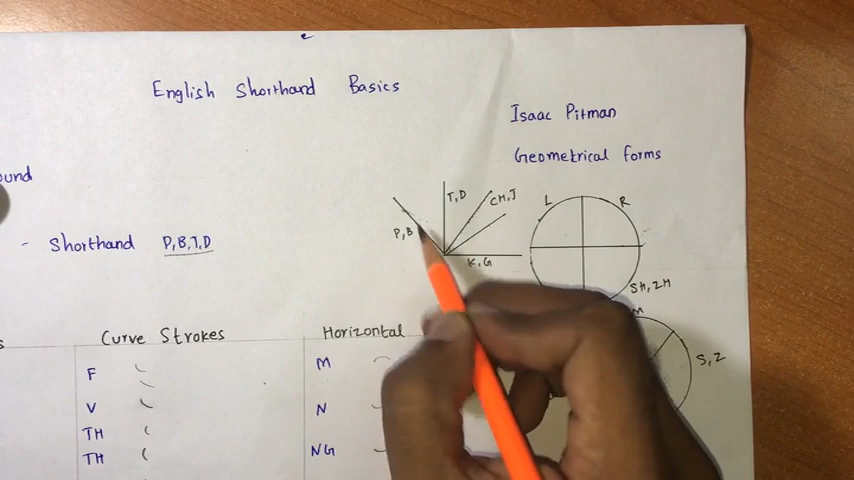 English Shorthand Basics
Isaac Pitman
Geometrical forms
ound
- Shorthand P,B,T,D
T,D
CH,J
P,B
K,G
L
R
SH,ZH
M
S,Z
s
Curve Strokes
Horizontal
F
V
TH
TH
M
N
NG